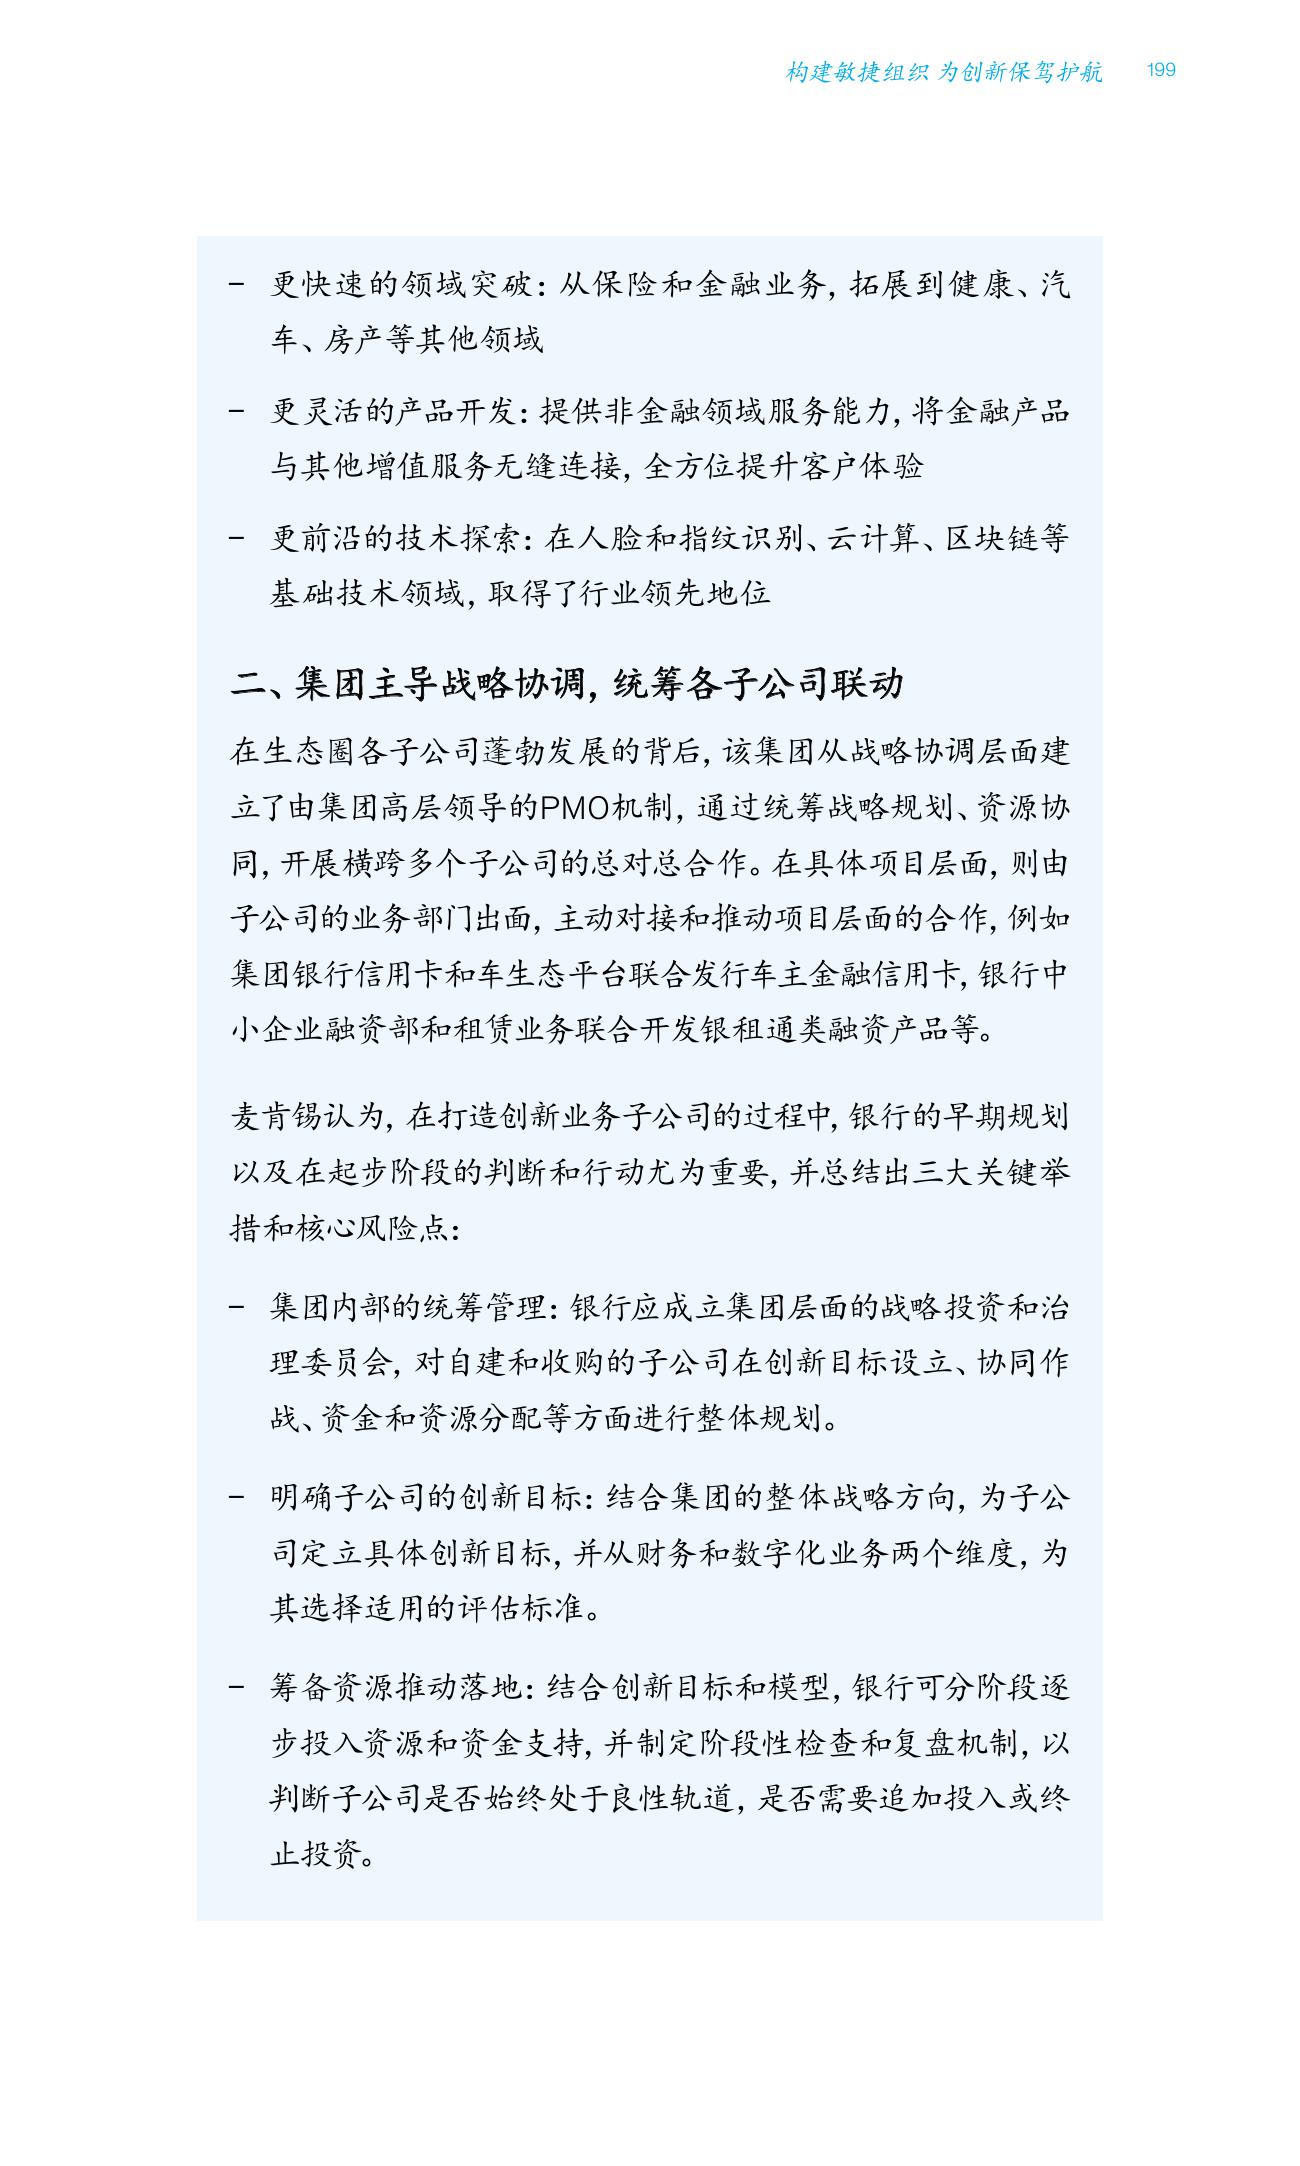 构建敏捷组织 为创新保驾护航 199
– 更快速的领域突破：从保险和金融业务，拓展到健康、汽
车、房产等其他领域
– 更灵活的产品开发：提供非金融领域服务能力，将金融产品
与其他增值服务无缝连接，全方位提升客户体验
– 更前沿的技术探索：在人脸和指纹识别、云计算、区块链等
基础技术领域，取得了行业领先地位
二、集团主导战略协调，统筹各子公司联动
在生态圈各子公司蓬勃发展的背后，该集团从战略协调层面建
立了由集团高层领导的PMO机制，通过统筹战略规划、资源协
同，开展横跨多个子公司的总对总合作。在具体项目层面，则由
子公司的业务部门出面，主动对接和推动项目层面的合作，例如
集团银行信用卡和车生态平台联合发行车主金融信用卡，银行中
小企业融资部和租赁业务联合开发银租通类融资产品等。
麦肯锡认为，在打造创新业务子公司的过程中，银行的早期规划
以及在起步阶段的判断和行动尤为重要，并总结出三大关键举
措和核心风险点：
– 集团内部的统筹管理：银行应成立集团层面的战略投资和治
理委员会，对自建和收购的子公司在创新目标设立、协同作
战、资金和资源分配等方面进行整体规划。
– 明确子公司的创新目标：结合集团的整体战略方向，为子公
司定立具体创新目标，并从财务和数字化业务两个维度，为
其选择适用的评估标准。
– 筹备资源推动落地：结合创新目标和模型，银行可分阶段逐
步投入资源和资金支持，并制定阶段性检查和复盘机制，以
判断子公司是否始终处于良性轨道，是否需要追加投入或终
止投资。